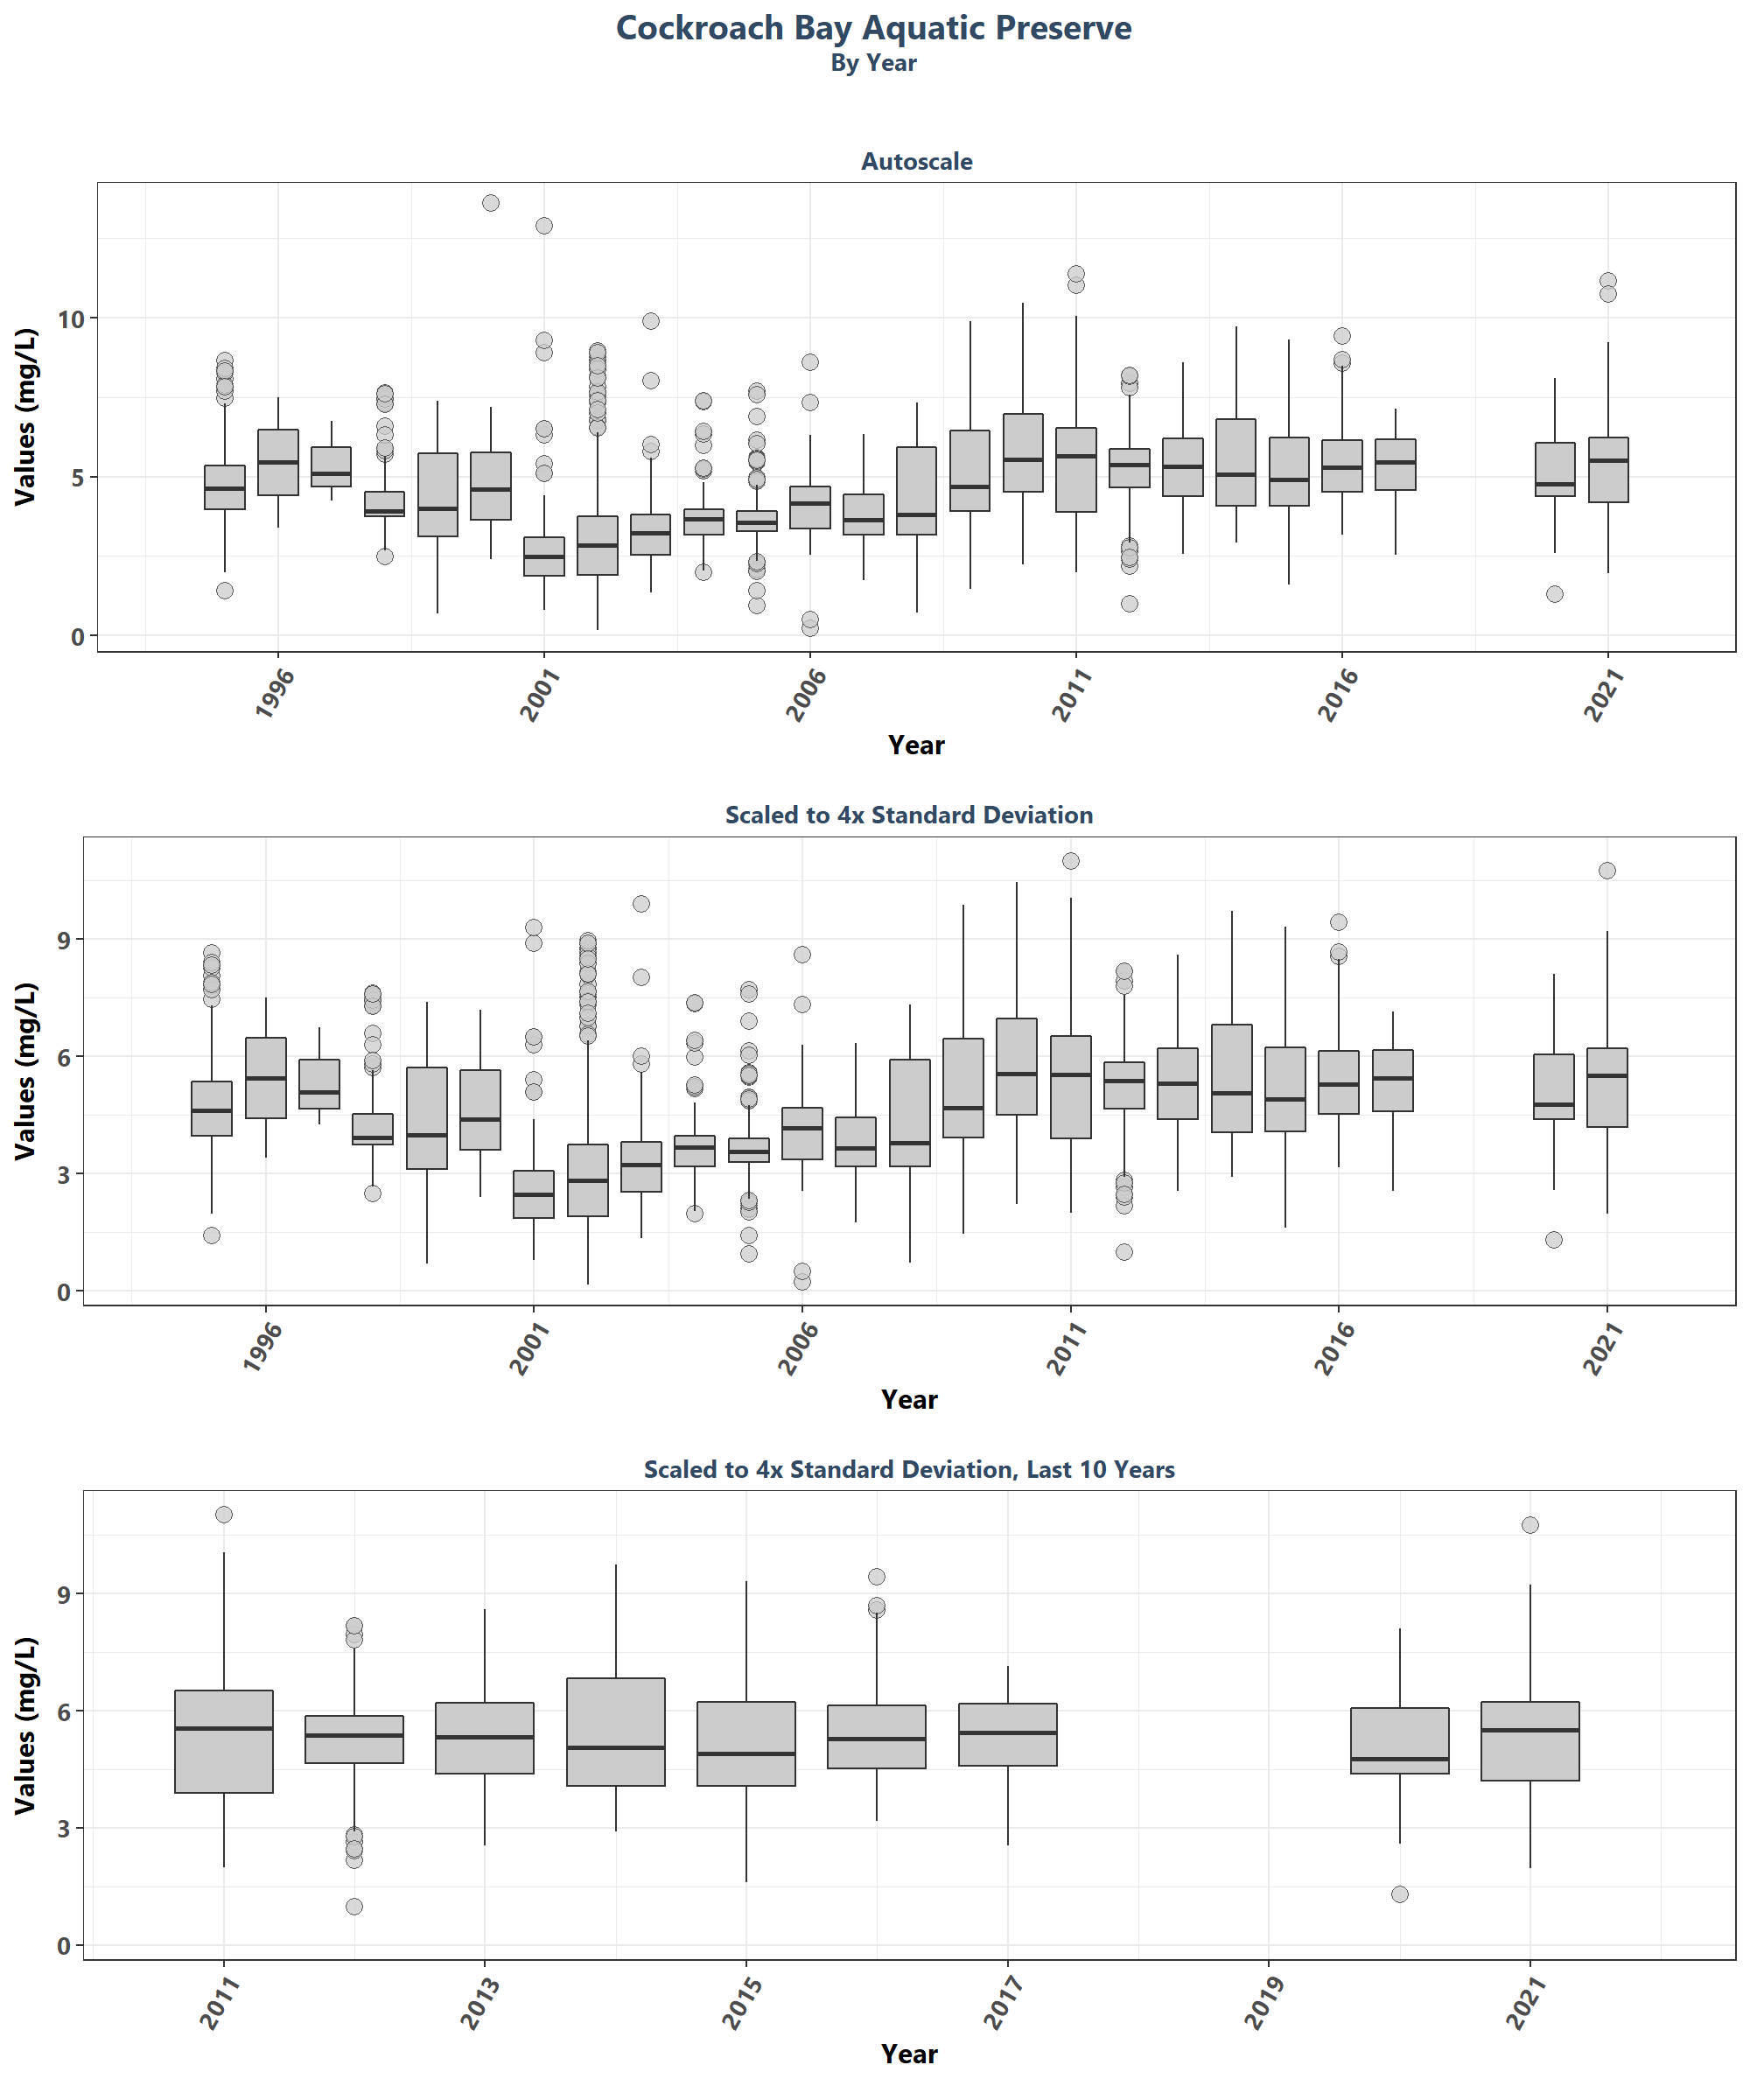 Cockroach Bay Aquatic Preserve
By Year
Autoscale
Values (mg/L)
10
5
0
1996
2001
2006
2011
2016
2021
Year
Scaled to 4x Standard Deviation
Values (mg/L)
9
6
3
0
1996
2001
2006
2011
2016
2021
Year
Scaled to 4x Standard Deviation, Last 10 Years
Values (mg/L)
9
6
3
0
2011
2013
2015
2017
2019
2021
Year